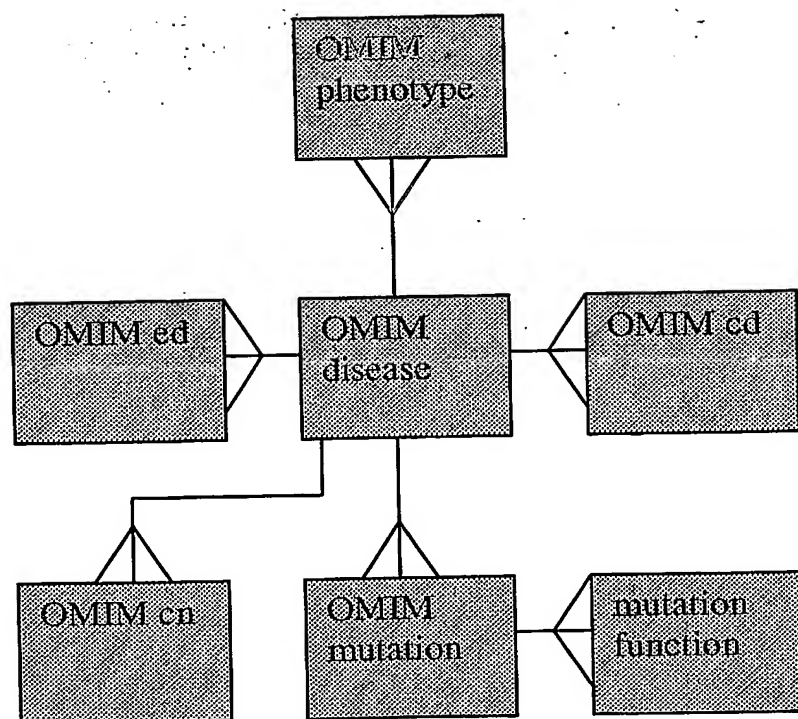 OMIM
phenotype
OMIM ed
OMIM
disease
OMIM cd
OMIM cn
OMIM
mutation
mutation
function